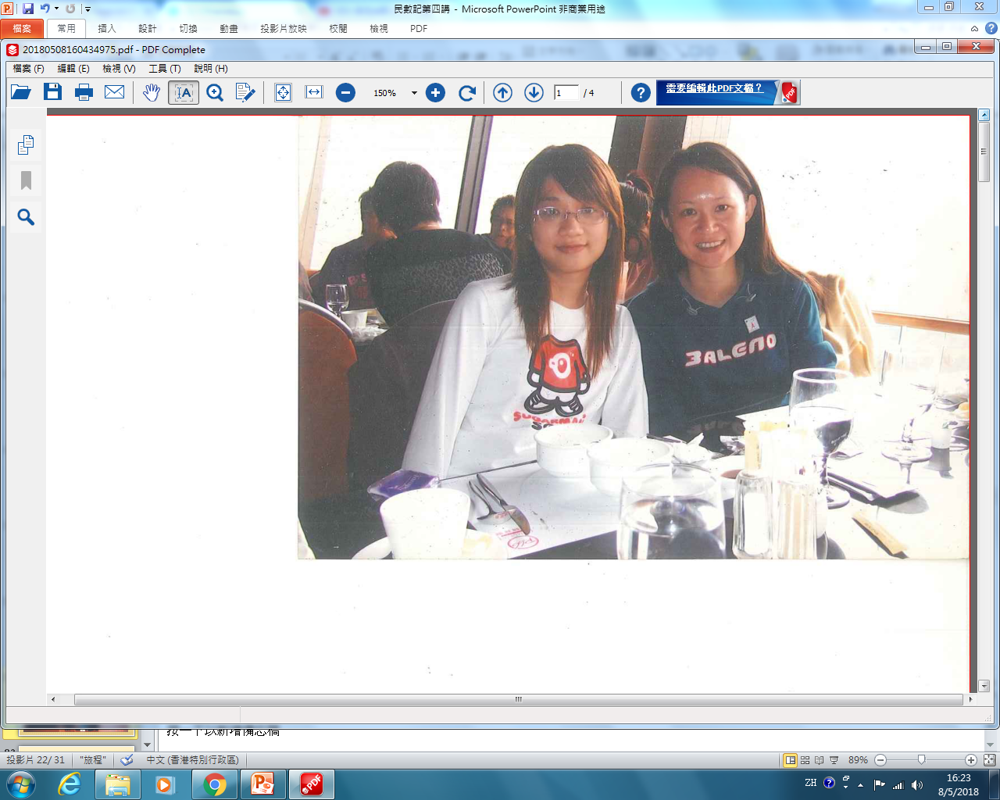 民數記第四講 - Microsoft PowerPoint 非商業用途
檔案 常用 插入 設計 切換 動畫 投影片放映 校閱 檢視 PDF
20180508160434975.pdf - PDF Complete
檔案 (F) 編輯 (E) 檢視 (V) 工具 (T) 說明 (H)
150% 1 / 4 需要編輯此PDF文檔？ PDF
A
BALENO
SUGARMAN
按一下以新增備忘稿
投影片 22/ 31 "旅程" 中文 (香港特別行政區) 89%
PDF ZH 16:23
8/5/2018